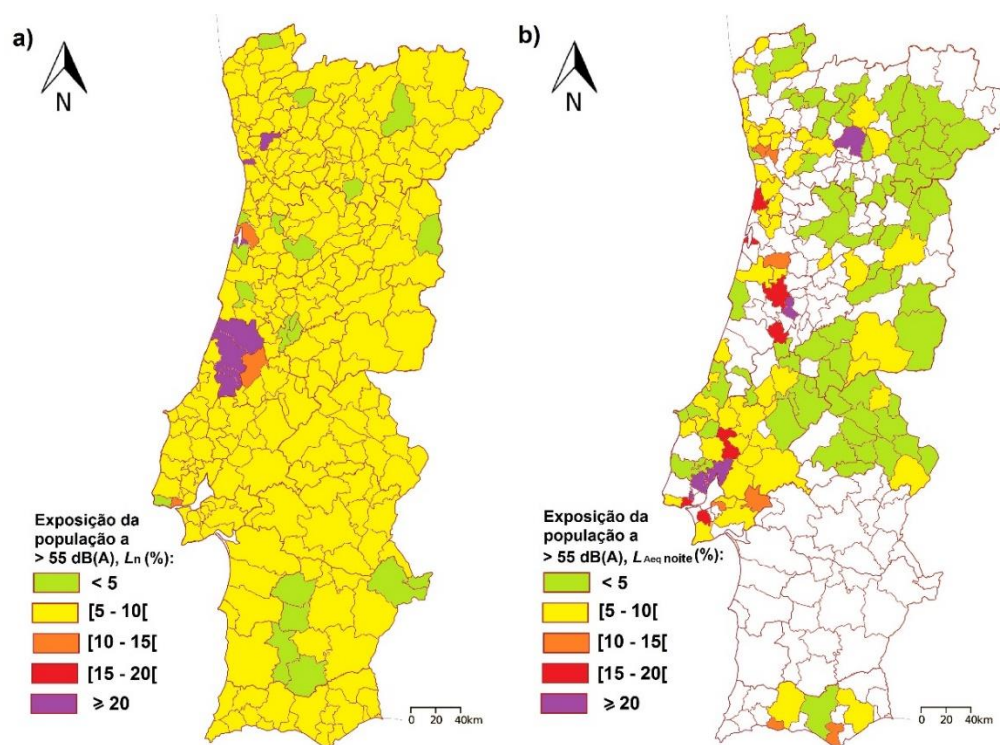 a)
N
Exposição da
população a
> 55 dB(A), Ln (%):
< 5
[5 - 10[
[10 - 15[
[15 - 20[
⩾ 20
0 20 40km
b)
N
Exposição da
população a
> 55 dB(A), LAeq noite (%):
< 5
[5 - 10[
[10 - 15[
[15 - 20[
⩾ 20
0 20 40km